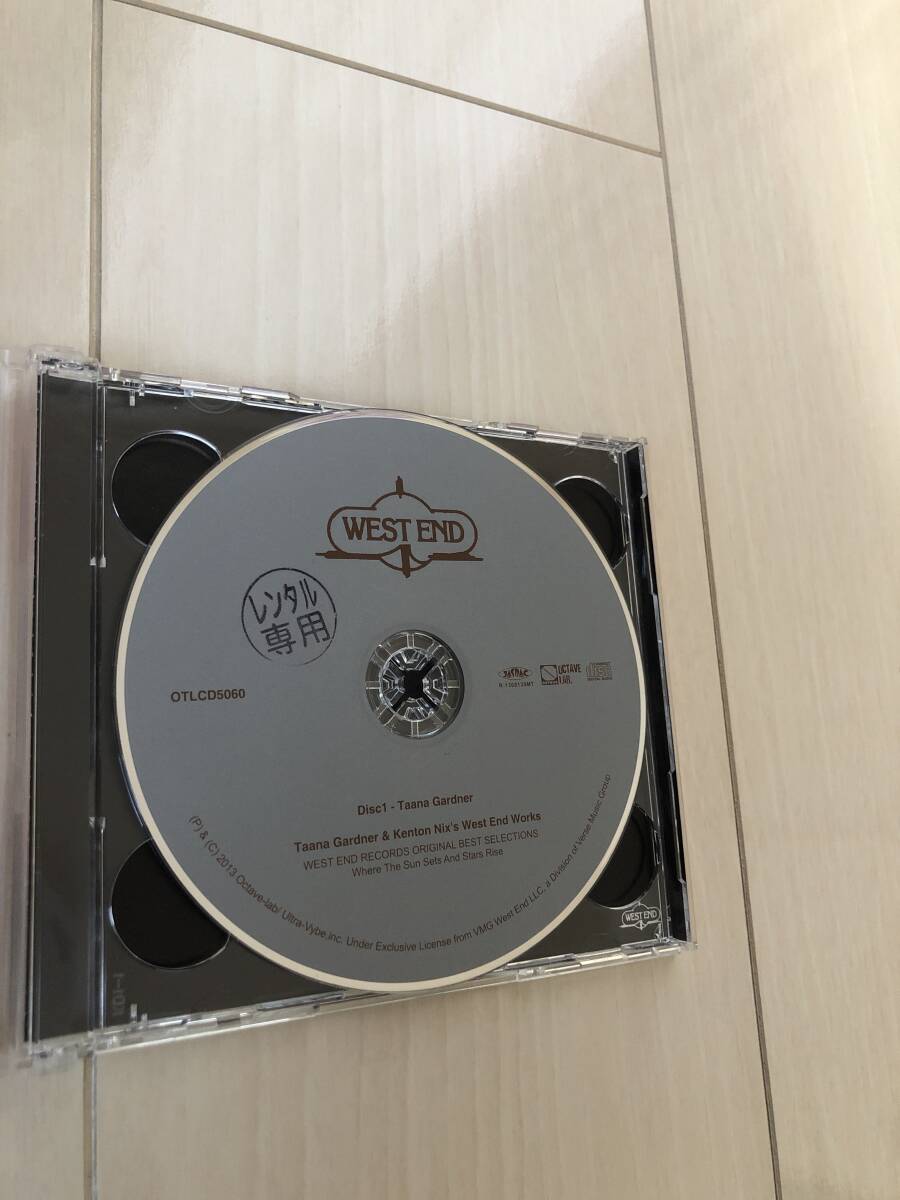 WEST END
レンタル
専用
OTLCD5060
JASRAC
OCTAVE
LAB.
Disc1 - Taana Gardner
Taana Gardner & Kenton Nix's West End Works
WEST END RECORDS ORIGINAL BEST SELECTIONS
Where The Sun Sets And Stars Rise
(P) & (C) 2013 Octave-lab/ Ultra-Vybe,inc. Under Exclusive License from VMG West End LLC, a Division of Verse Music Group
WEST END